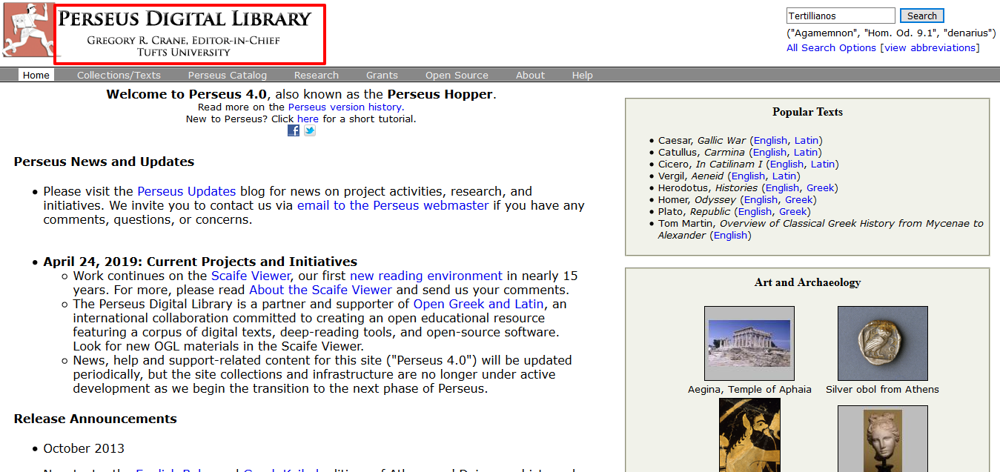 PERSEUS DIGITAL LIBRARY
GREGORY R. CRANE, EDITOR-IN-CHIEF
TUFTS UNIVERSITY
Tertillianos
Search
("Agamemnon", "Hom. Od. 9.1", "denarius")
All Search Options [view abbreviations]
Home Collections/Texts Perseus Catalog Research Grants Open Source About Help
Welcome to Perseus 4.0, also known as the Perseus Hopper.
Read more on the Perseus version history.
New to Perseus? Click here for a short tutorial.
Perseus News and Updates
Please visit the Perseus Updates blog for news on project activities, research, and
initiatives. We invite you to contact us via email to the Perseus webmaster if you have any
comments, questions, or concerns.
April 24, 2019: Current Projects and Initiatives
Work continues on the Scaife Viewer, our first new reading environment in nearly 15
years. For more, please read About the Scaife Viewer and send us your comments.
The Perseus Digital Library is a partner and supporter of Open Greek and Latin, an
international collaboration committed to creating an open educational resource
featuring a corpus of digital texts, deep-reading tools, and open-source software.
Look for new OGL materials in the Scaife Viewer.
News, help and support-related content for this site ("Perseus 4.0") will be updated
periodically, but the site collections and infrastructure are no longer under active
development as we begin the transition to the next phase of Perseus.
Release Announcements
October 2013
Popular Texts
Caesar, Gallic War (English, Latin)
Catullus, Carmina (English, Latin)
Cicero, In Catilinam I (English, Latin)
Vergil, Aeneid (English, Latin)
Herodotus, Histories (English, Greek)
Homer, Odyssey (English, Greek)
Plato, Republic (English, Greek)
Tom Martin, Overview of Classical Greek History from Mycenae to
Alexander (English)
Art and Archaeology
Aegina, Temple of Aphaia
Silver obol from Athens